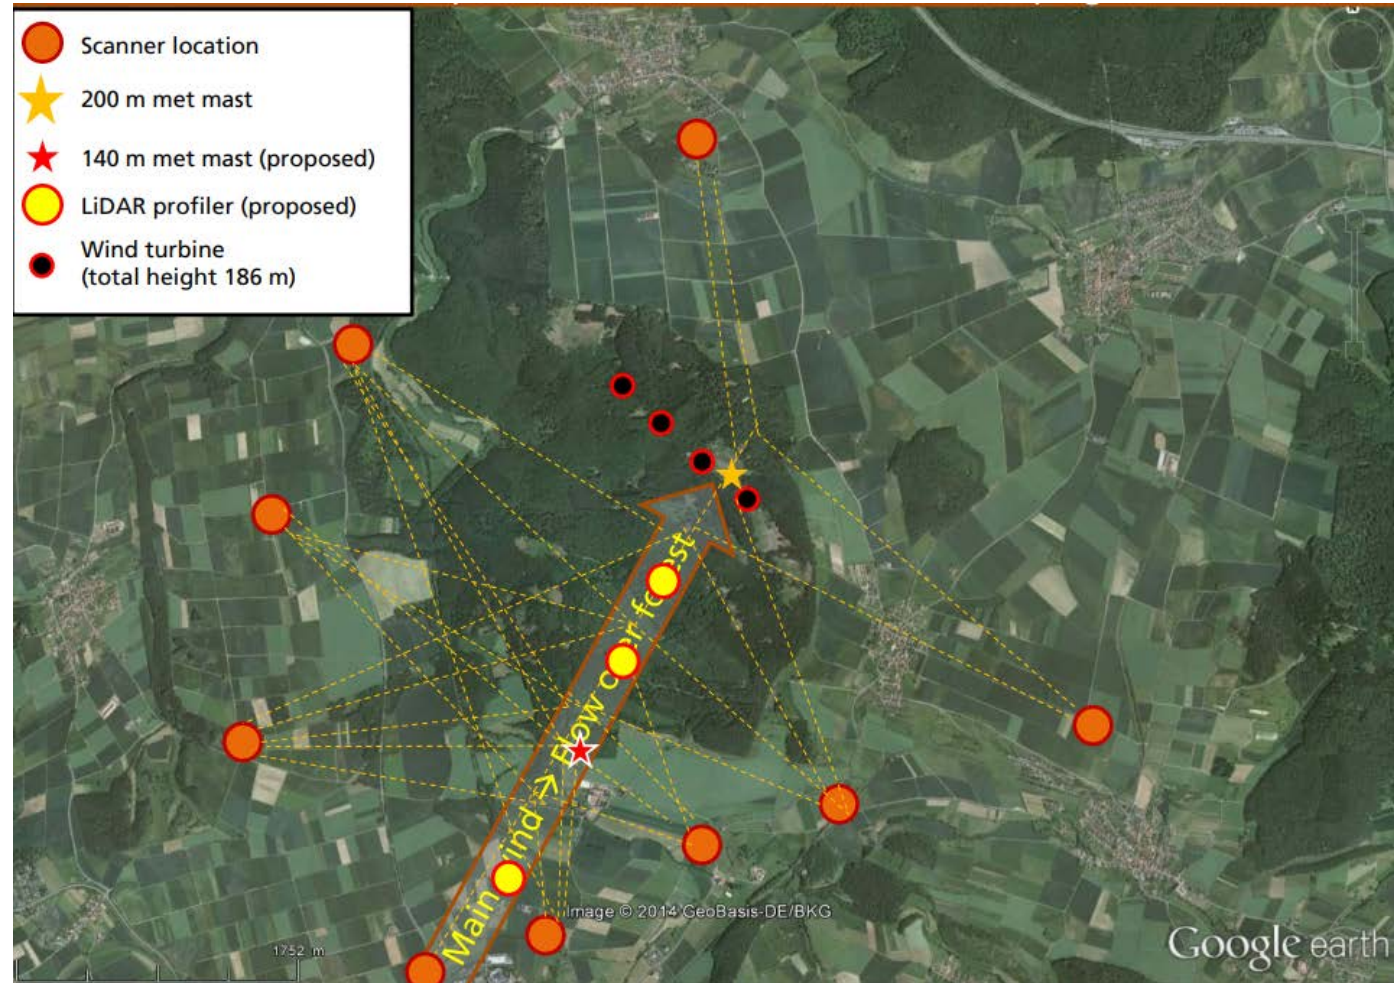 Scanner location
200 m met mast
140 m met mast (proposed)
LiDAR profiler (proposed)
Wind turbine
(total height 186 m)
Main wind → Flow over forest
Image © 2014 GeoBasis-DE/BKG
1752 m
Google earth